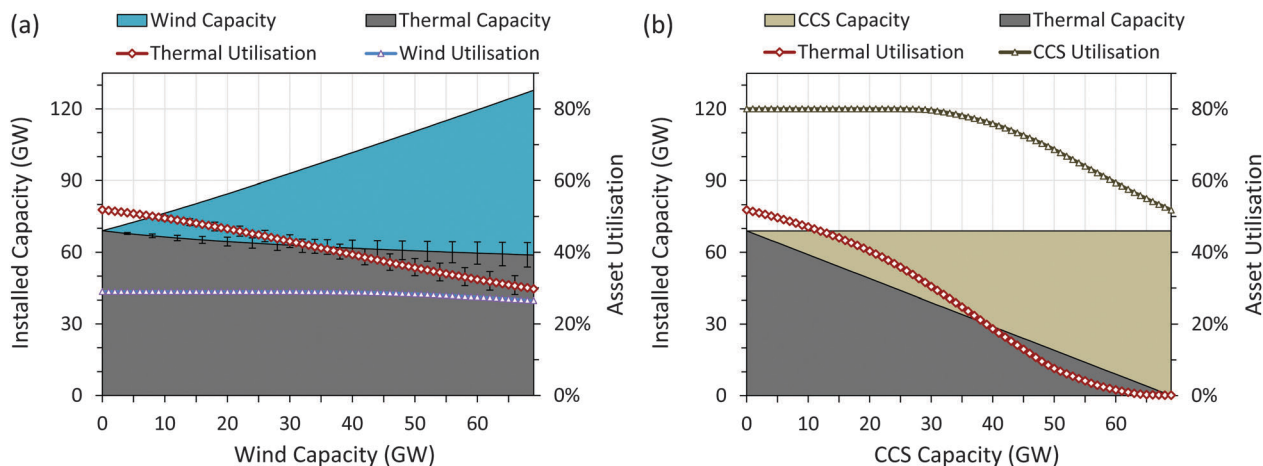 (a)
Wind Capacity
Thermal Capacity
Thermal Utilisation
Wind Utilisation
Installed Capacity (GW)
120
90
60
30
0
80%
60%
40%
20%
0%
Asset Utilisation
0 10 20 30 40 50 60
Wind Capacity (GW)
(b)
CCS Capacity
Thermal Capacity
Thermal Utilisation
CCS Utilisation
Installed Capacity (GW)
120
90
60
30
0
80%
60%
40%
20%
0%
Asset Utilisation
0 10 20 30 40 50 60
CCS Capacity (GW)